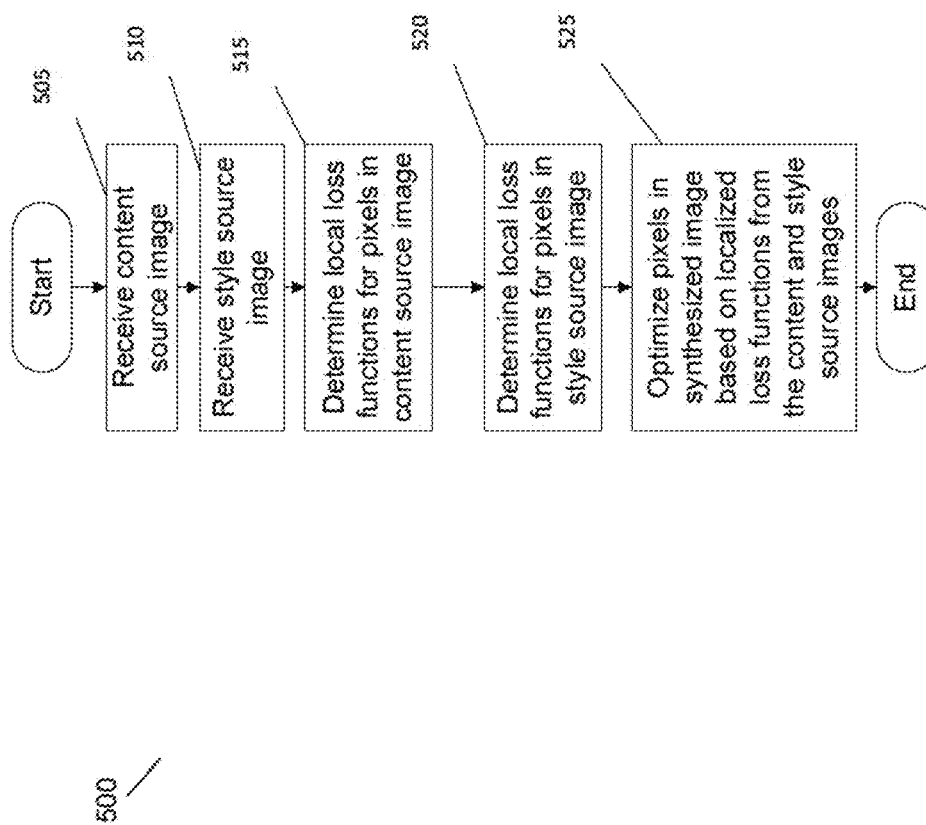 500
Start
505
Receive content
source image
510
Receive style source
image
515
Determine local loss
functions for pixels in
content source image
520
Determine local loss
functions for pixels in
style source image
525
Optimize pixels in
synthesized image
based on localized
loss functions from
the content and style
source images
End